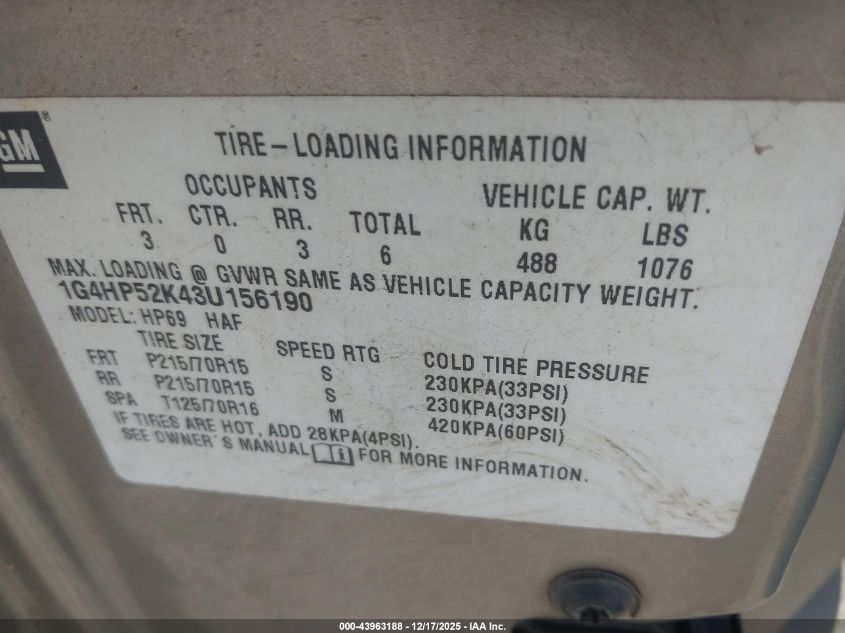 GM®
TIRE-LOADING INFORMATION
OCCUPANTS VEHICLE CAP. WT.
FRT. CTR. RR. TOTAL KG LBS
3 0 3 6 488 1076
MAX. LOADING @ GVWR SAME AS VEHICLE CAPACITY WEIGHT.
1G4HP52K43U156190
MODEL: HP69 HAF
TIRE SIZE SPEED RTG COLD TIRE PRESSURE
FRT P215/70R15 S 230KPA(33PSI)
RR P215/70R15 S 230KPA(33PSI)
SPA T125/70R16 M 420KPA(60PSI)
IF TIRES ARE HOT, ADD 28KPA(4PSI).
SEE OWNER'S MANUAL i FOR MORE INFORMATION.
000-43963188 - 12/17/2025 - IAA Inc.